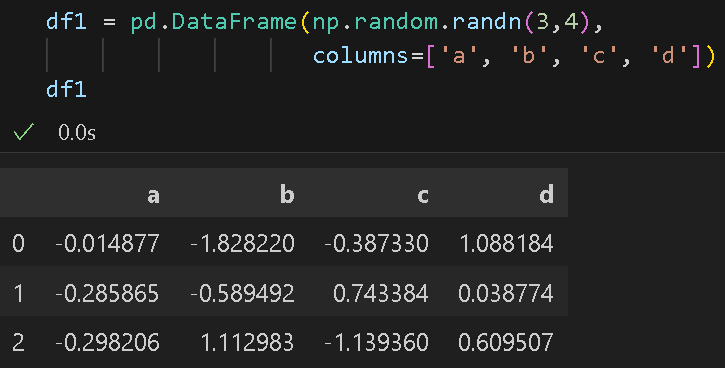 df1 = pd.DataFrame(np.random.randn(3,4),
columns=['a', 'b', 'c', 'd'])
df1
0.0s
a b c d
0 -0.014877 -1.828220 -0.387330 1.088184
1 -0.285865 -0.589492 0.743384 0.038774
2 -0.298206 1.112983 -1.139360 0.609507